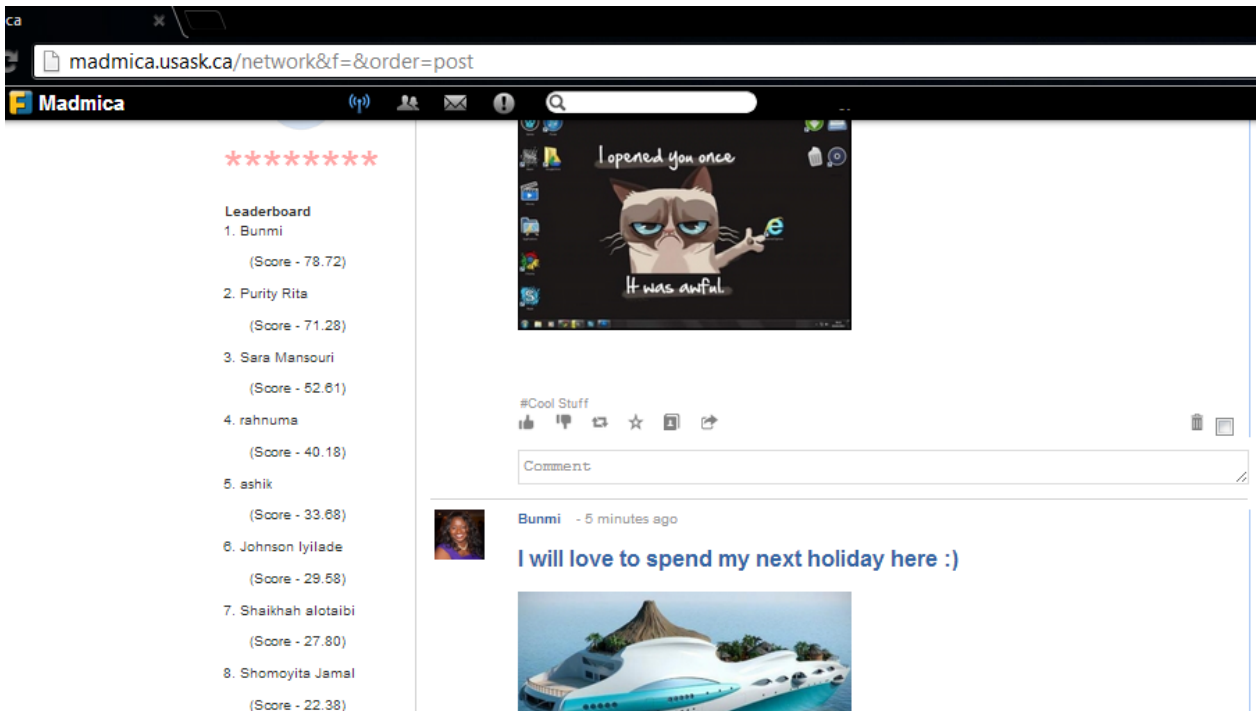 ca
madmica.usask.ca/network&f=&order=post
Madmica
********
Leaderboard
1. Bunmi
(Score - 78.72)
2. Purity Rita
(Score - 71.28)
3. Sara Mansouri
(Score - 52.61)
4. rahnuma
(Score - 40.18)
5. ashik
(Score - 33.68)
6. Johnson Iyilade
(Score - 29.58)
7. Shaikhah alotaibi
(Score - 27.80)
8. Shomoyita Jamal
(Score - 22.38)
I opened you once
It was awful.
#Cool Stuff
Comment
Bunmi - 5 minutes ago
I will love to spend my next holiday here :)